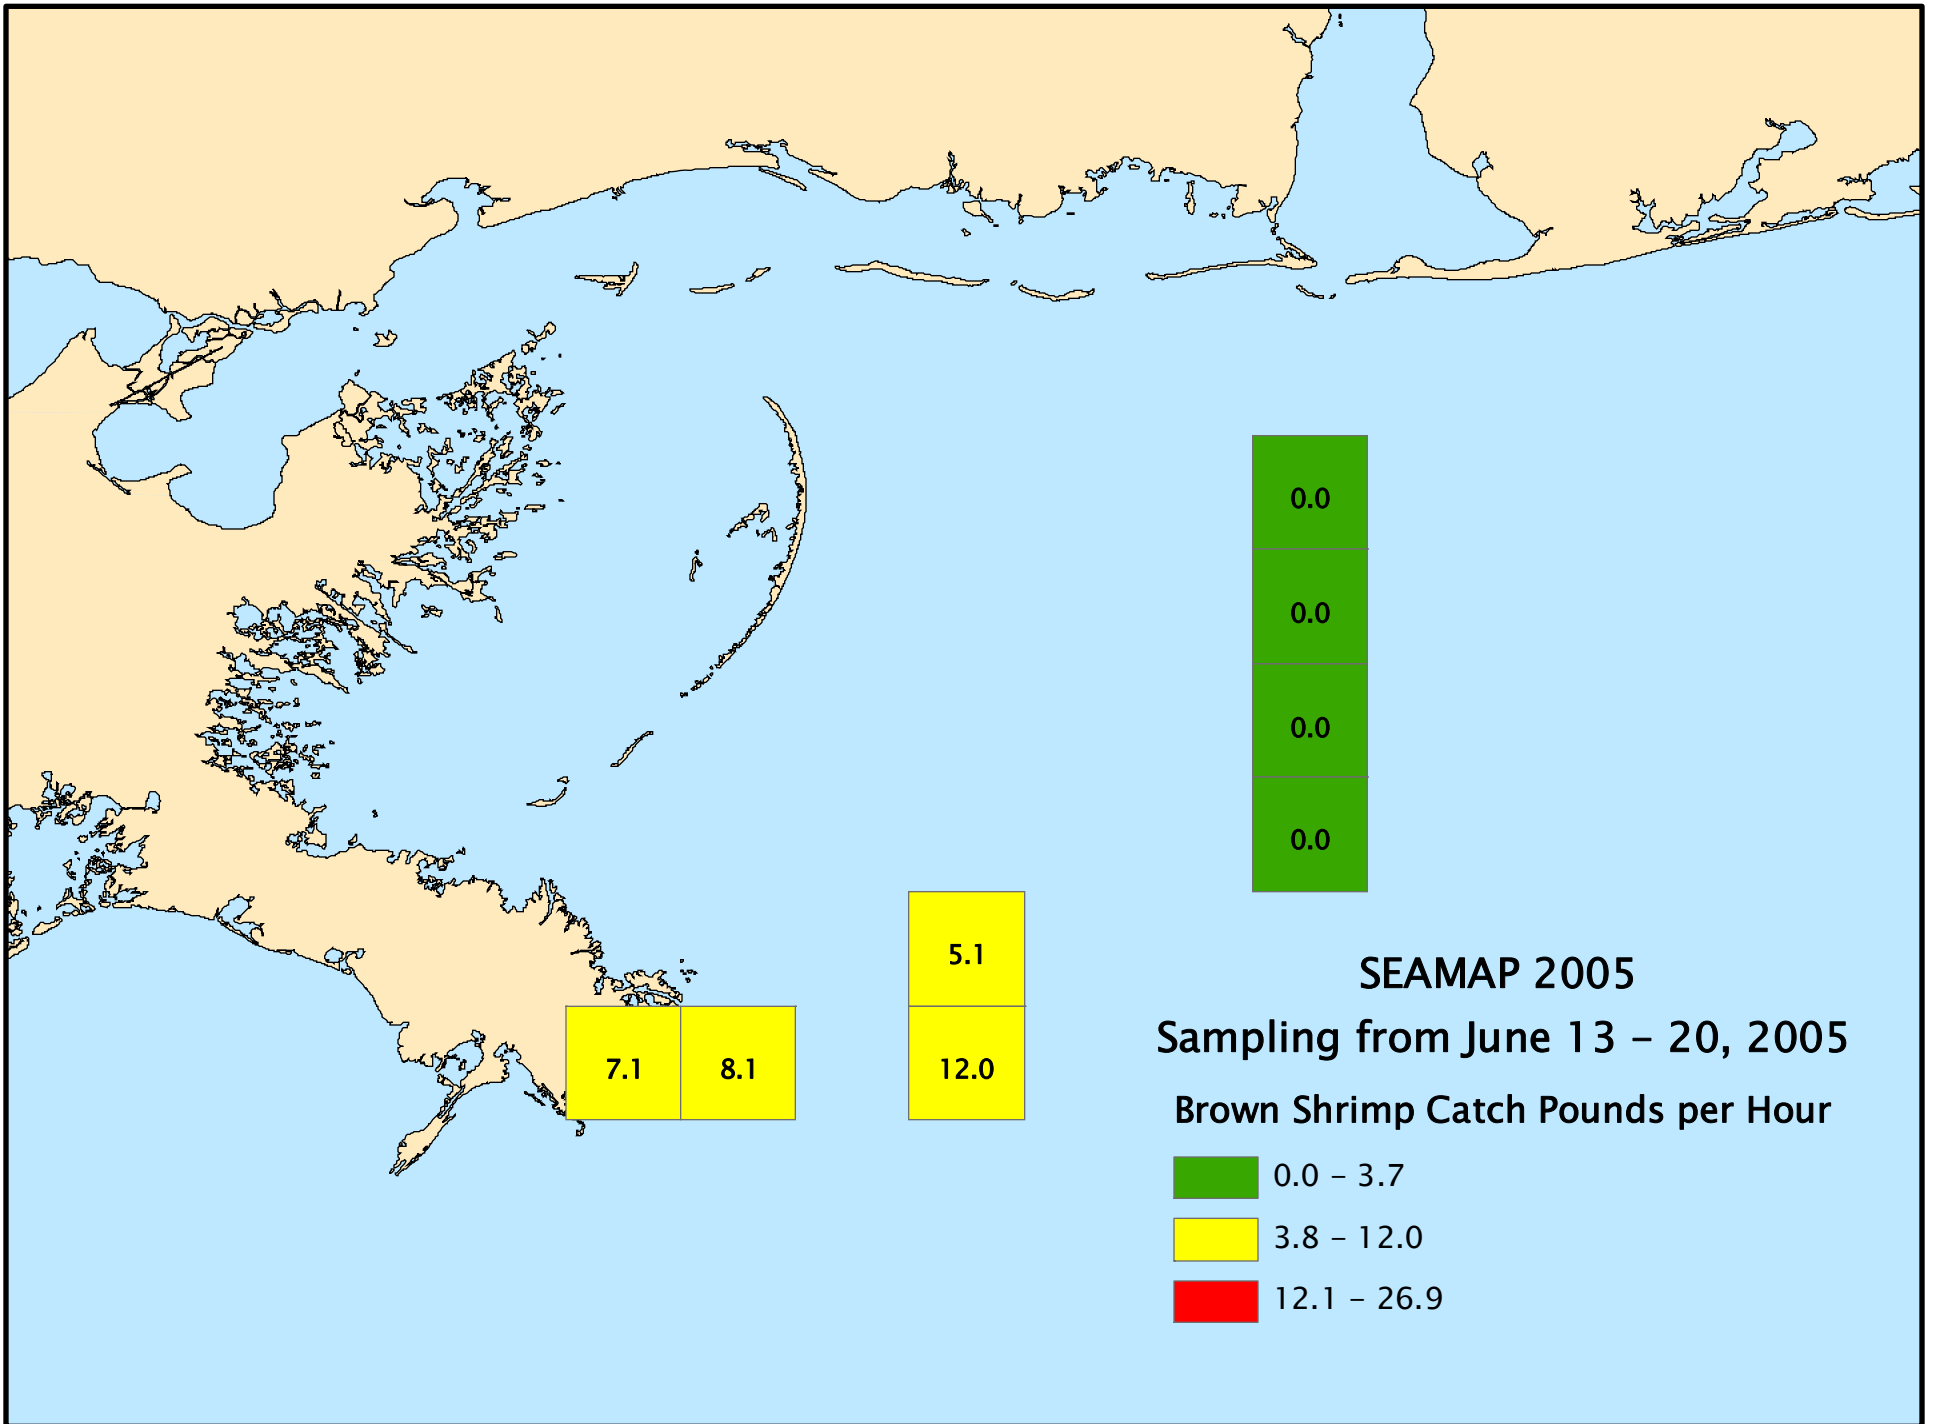 0.0
0.0
0.0
0.0
5.1
7.1 8.1 12.0
SEAMAP 2005
Sampling from June 13 – 20, 2005
Brown Shrimp Catch Pounds per Hour
0.0 – 3.7
3.8 – 12.0
12.1 – 26.9